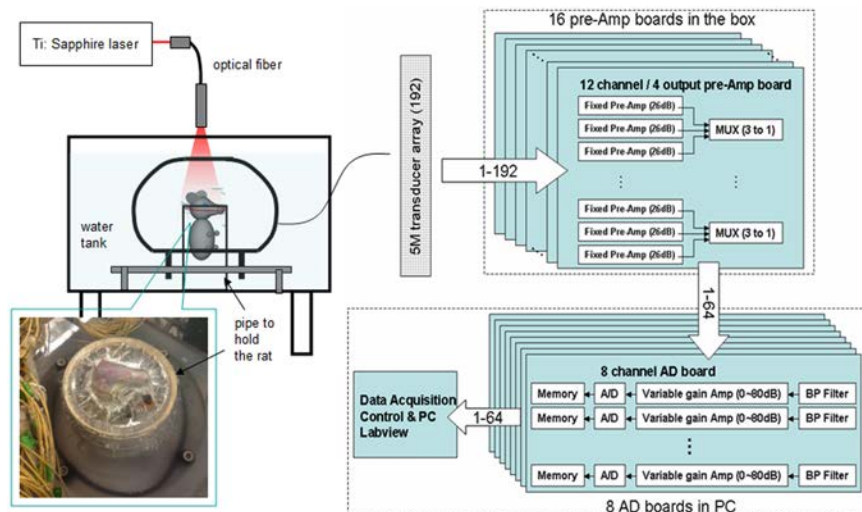 Ti: Sapphire laser
optical fiber
water
tank
pipe to
hold
the rat
5M transducer array (192)
1-192
16 pre-Amp boards in the box
12 channel / 4 output pre-Amp board
Fixed Pre-Amp (26dB)
Fixed Pre-Amp (26dB)
Fixed Pre-Amp (26dB)
MUX (3 to 1)
Fixed Pre-Amp (26dB)
Fixed Pre-Amp (26dB)
Fixed Pre-Amp (26dB)
MUX (3 to 1)
1-64
8 channel AD board
Memory A/D Variable gain Amp (0~80dB) BP Filter
Memory A/D Variable gain Amp (0~80dB) BP Filter
Memory A/D Variable gain Amp (0~80dB) BP Filter
1-64
Data Acquisition
Control & PC
Labview
8 AD boards in PC